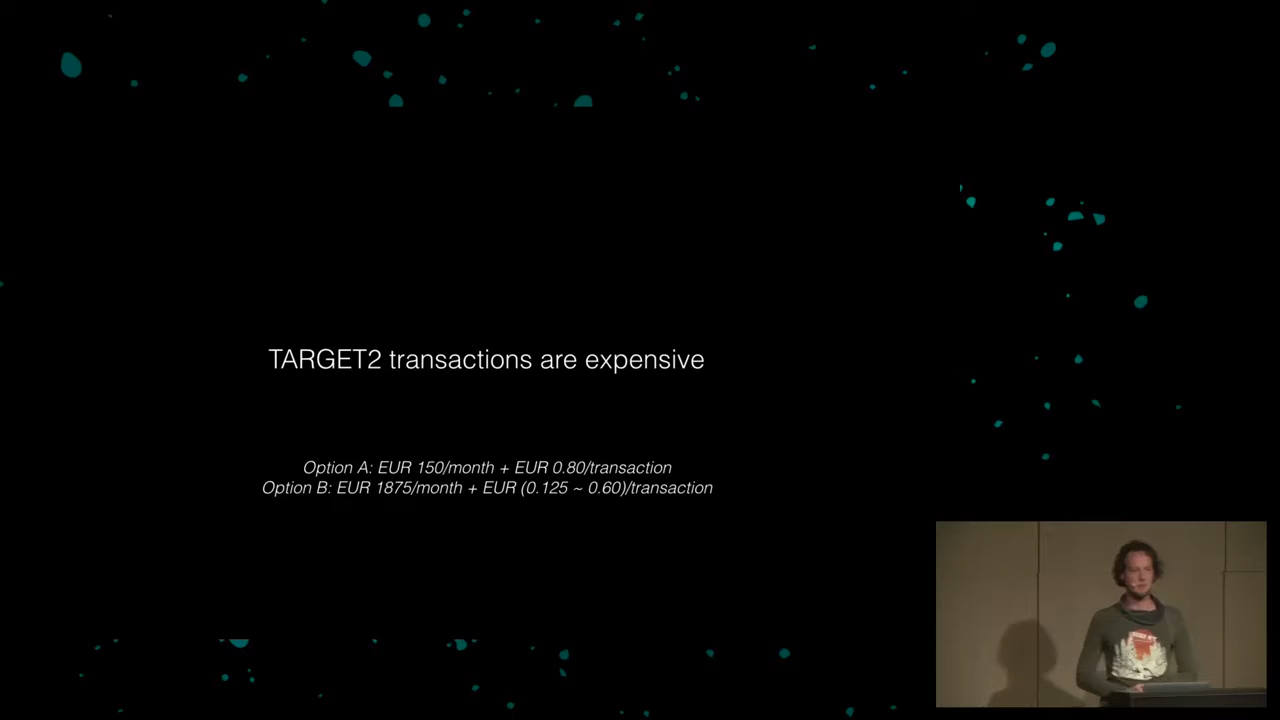 TARGET2 transactions are expensive
Option A: EUR 150/month + EUR 0.80/transaction
Option B: EUR 1875/month + EUR (0.125 ~ 0.60)/transaction